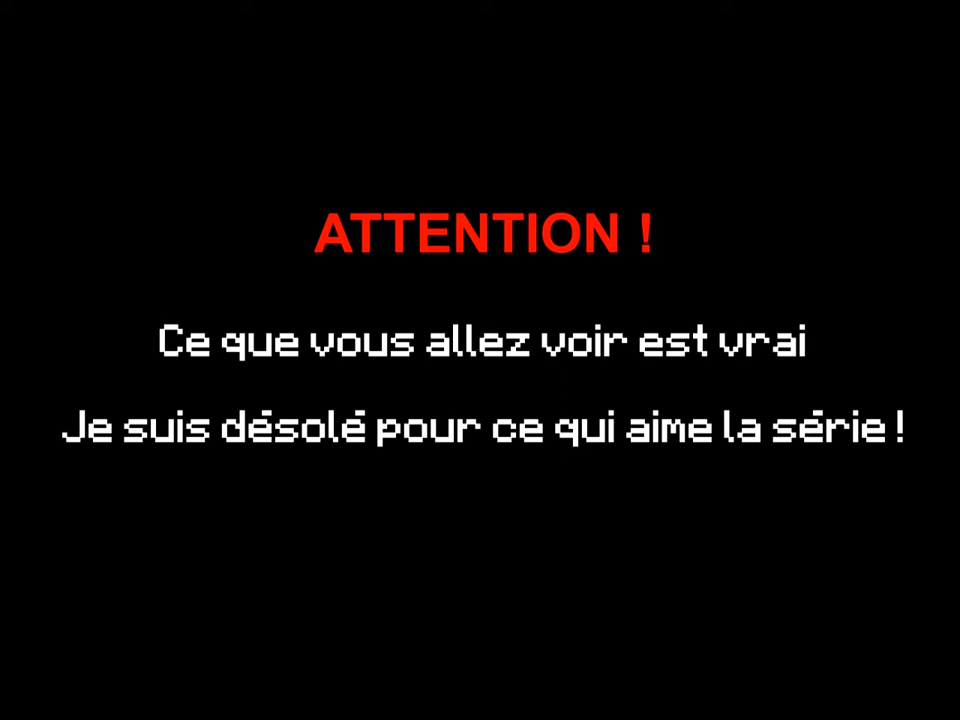 ATTENTION !
Ce que vous allez voir est vrai
Je suis désolé pour ce qui aime la série !